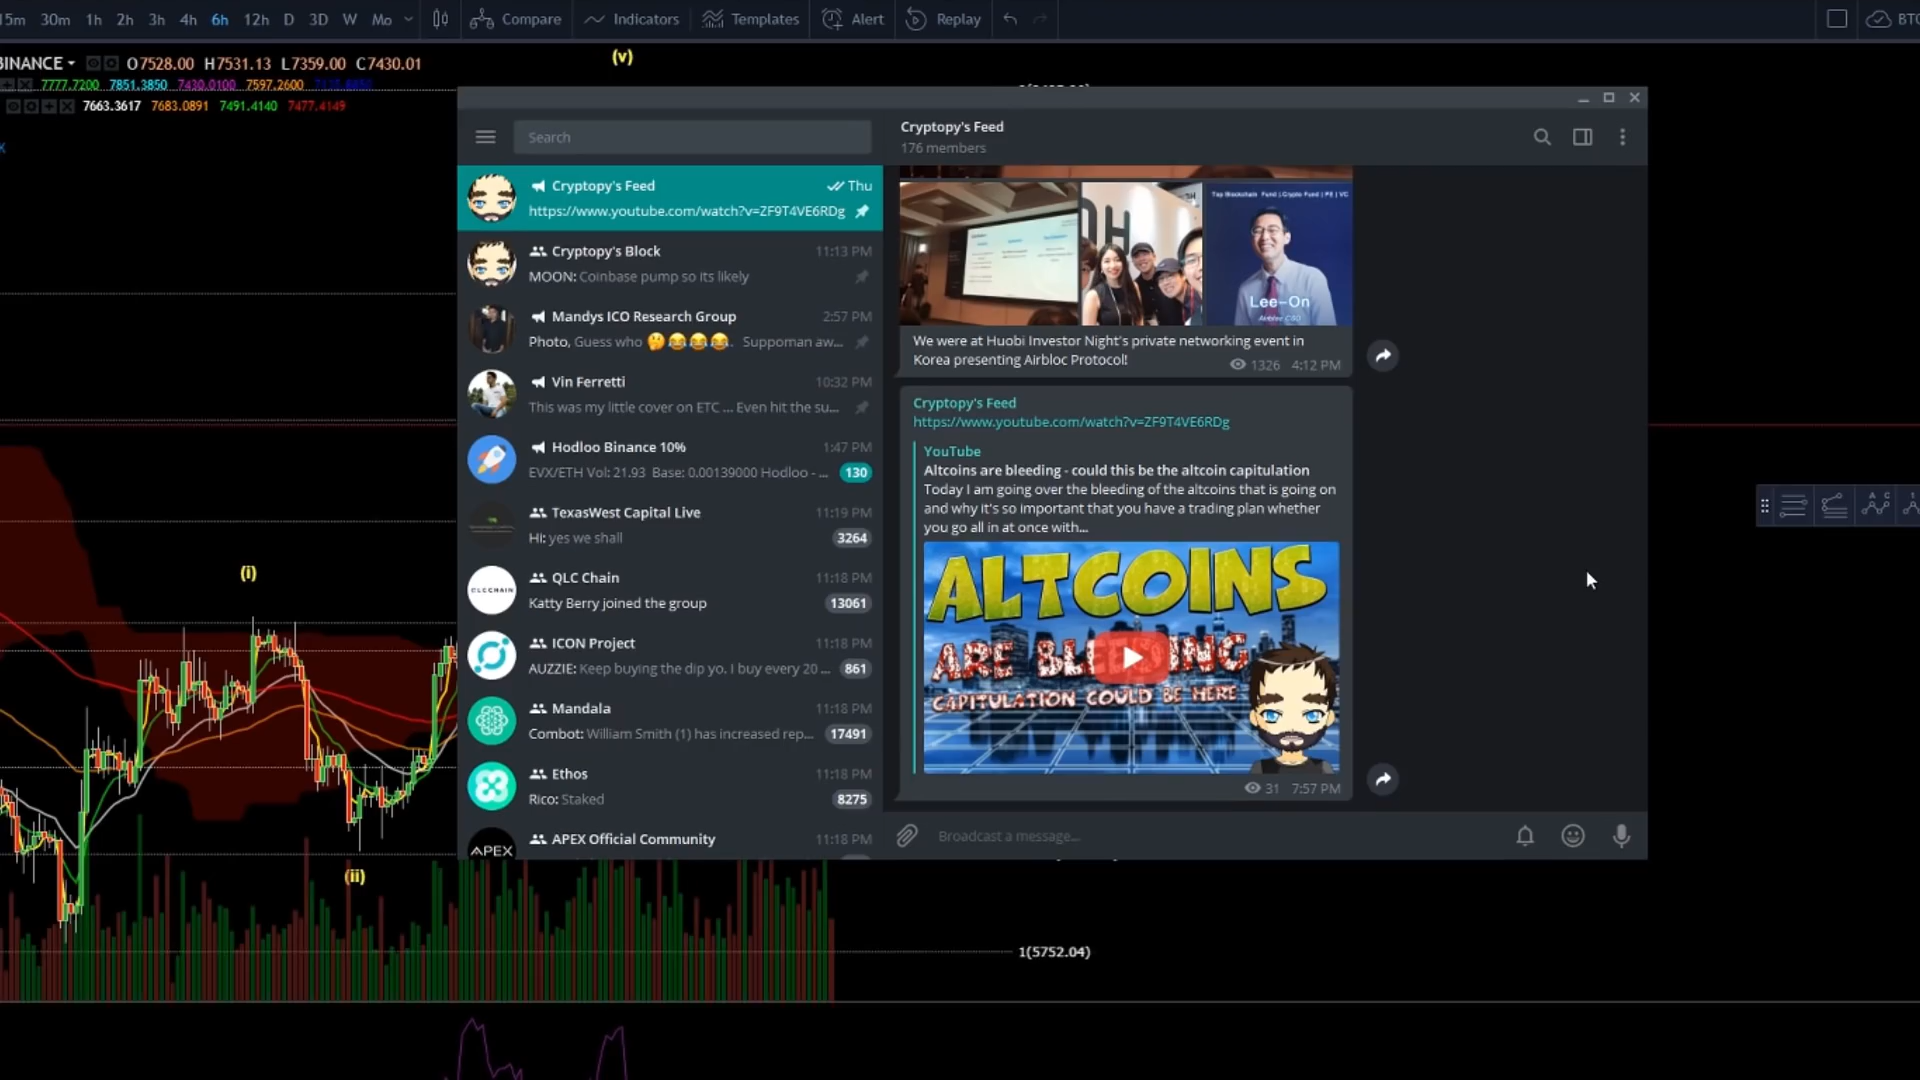 15m 30m 1h 2h 3h 4h 6h 12h D 3D W Mo Compare Indicators Templates Alert Replay BTC
BINANCE O7528.00 H7531.13 L7359.00 C7430.01
7777.7200 7851.3850 7430.0100 7597.2600
7663.3617 7683.0891 7491.4140 7477.4149
(v)
(i)
(ii)
1(5752.04)
Search
Cryptopy's Feed Thu
https://www.youtube.com/watch?v=ZF9T4VE6RDg
Cryptopy's Block 11:13 PM
MOON: Coinbase pump so its likely
Mandys ICO Research Group 2:57 PM
Photo, Guess who 🤔😂😂😂. Suppoman aw...
Vin Ferretti 10:32 PM
This was my little cover on ETC ... Even hit the su...
Hodloo Binance 10% 1:47 PM
EVX/ETH Vol: 21.93 Base: 0.00139000 Hodloo - ... 130
TexasWest Capital Live 11:19 PM
Hi: yes we shall 3264
QLC Chain 11:18 PM
Katty Berry joined the group 13061
ICON Project 11:18 PM
AUZZIE: Keep buying the dip yo. I buy every 20 ... 861
Mandala 11:18 PM
Combot: William Smith (1) has increased rep... 17491
Ethos 11:18 PM
Rico: Staked 8275
APEX Official Community 11:18 PM
APEX
Cryptopy's Feed
176 members
Top Blockchain Fund | Crypto Fund | PE | VC
Lee-On
Airbloc CSO
We were at Huobi Investor Night's private networking event in
Korea presenting Airbloc Protocol!
1326 4:12 PM
Cryptopy's Feed
https://www.youtube.com/watch?v=ZF9T4VE6RDg
YouTube
Altcoins are bleeding - could this be the altcoin capitulation
Today I am going over the bleeding of the altcoins that is going on
and why it's so important that you have a trading plan whether
you go all in at once with...
ALTCOINS
ARE BLEEDING
CAPITULATION COULD BE HERE
31 7:57 PM
Broadcast a message...